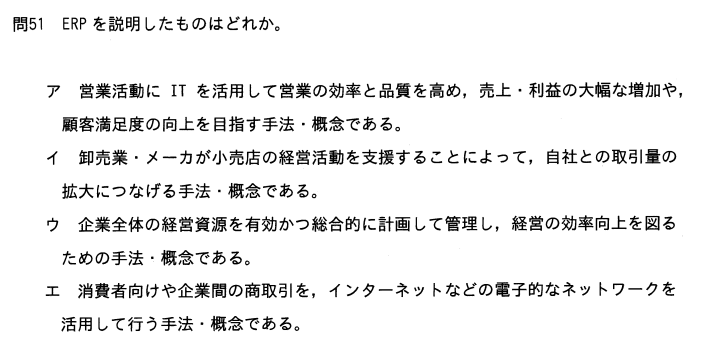 問51 ERP を説明したものはどれか。
ア 営業活動に IT を活用して営業の効率と品質を高め，売上・利益の大幅な増加や，
顧客満足度の向上を目指す手法・概念である。
イ 卸売業・メーカが小売店の経営活動を支援することによって，自社との取引量の
拡大につなげる手法・概念である。
ウ 企業全体の経営資源を有効かつ総合的に計画して管理し，経営の効率向上を図る
ための手法・概念である。
エ 消費者向けや企業間の商取引を，インターネットなどの電子的なネットワークを
活用して行う手法・概念である。